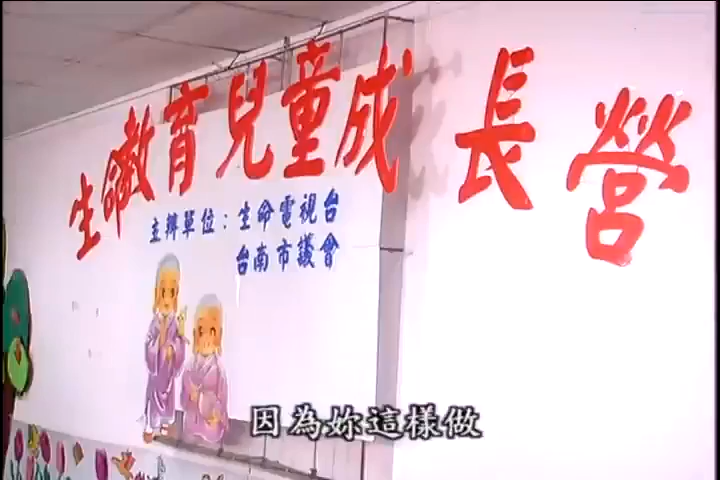 生命教育兒童成長營
主辦單位：生命電視台
台南市議會
因為妳這樣做